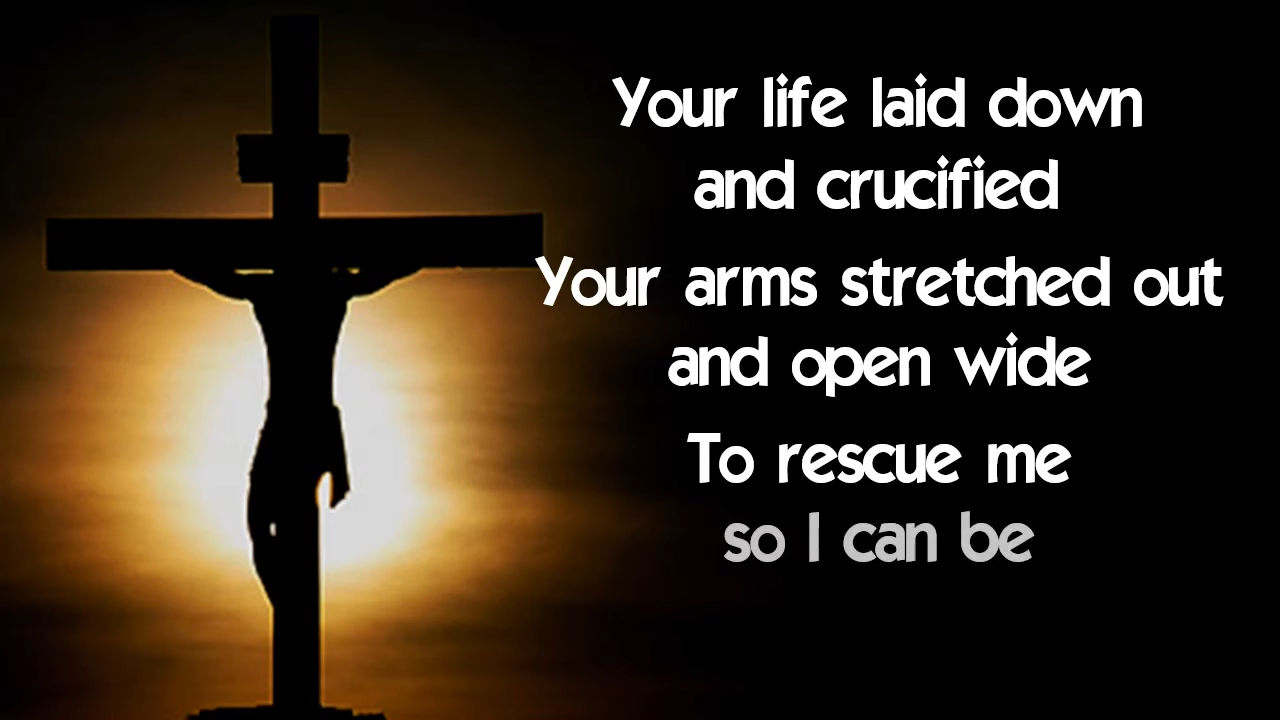 Your life laid down
and crucified
Your arms stretched out
and open wide
To rescue me
so I can be